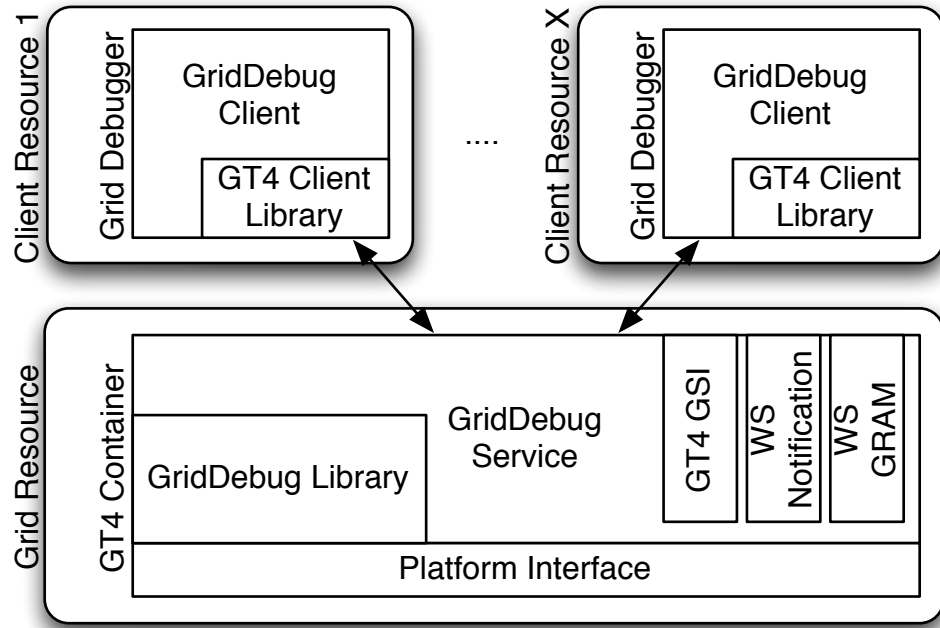 Client Resource 1
Grid Debugger
GridDebug
Client
GT4 Client
Library
....
Client Resource X
Grid Debugger
GridDebug
Client
GT4 Client
Library
Grid Resource
GT4 Container
GridDebug Library
GridDebug
Service
GT4 GSI
WS
Notification
WS
GRAM
Platform Interface